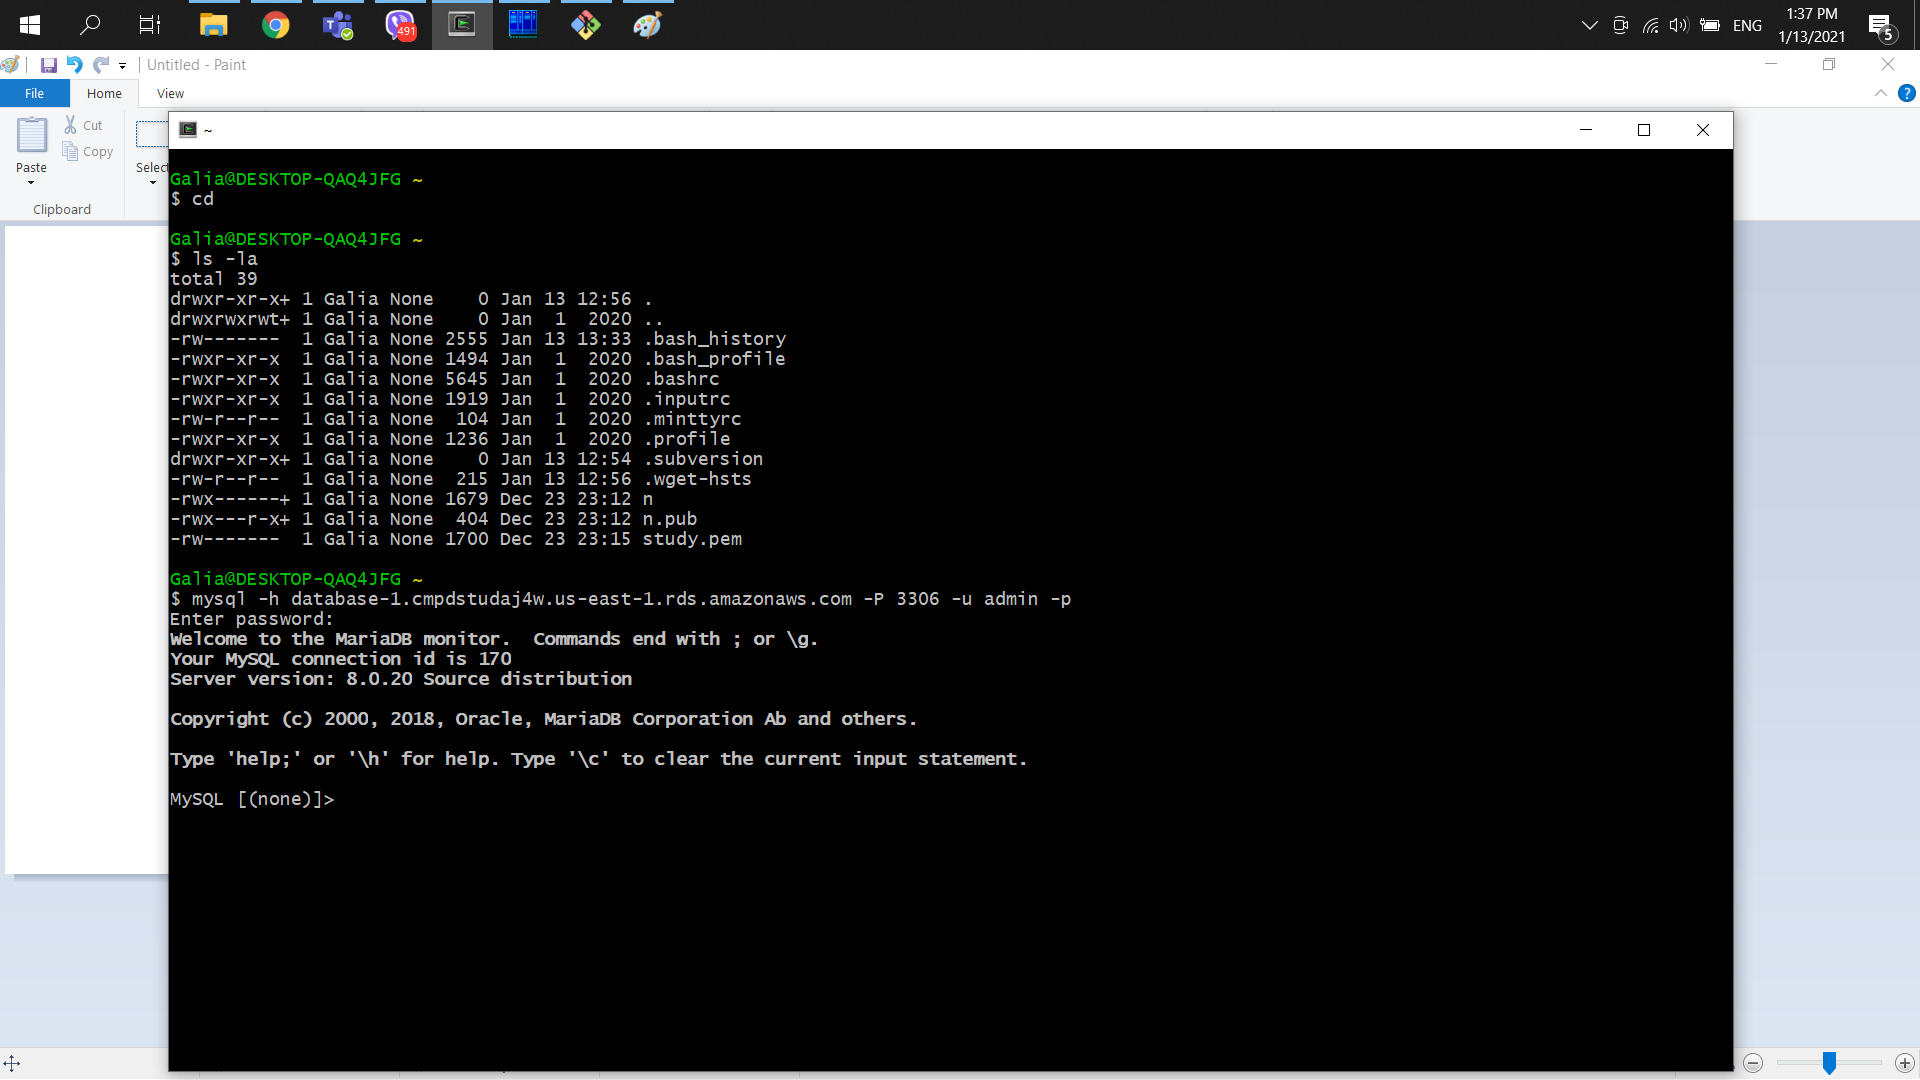 491
ENG
1:37 PM
1/13/2021
5
Untitled - Paint
File Home View
?
Paste
Cut
Copy
Select
Clipboard
~
Galia@DESKTOP-QAQ4JFG ~
$ cd
Galia@DESKTOP-QAQ4JFG ~
$ ls -la
total 39
drwxr-xr-x+ 1 Galia None    0 Jan 13 12:56 .
drwxrwxrwt+ 1 Galia None    0 Jan  1  2020 ..
-rw-------  1 Galia None 2555 Jan 13 13:33 .bash_history
-rwxr-xr-x  1 Galia None 1494 Jan  1  2020 .bash_profile
-rwxr-xr-x  1 Galia None 5645 Jan  1  2020 .bashrc
-rwxr-xr-x  1 Galia None 1919 Jan  1  2020 .inputrc
-rw-r--r--  1 Galia None  104 Jan  1  2020 .minttyrc
-rwxr-xr-x  1 Galia None 1236 Jan  1  2020 .profile
drwxr-xr-x+ 1 Galia None    0 Jan 13 12:54 .subversion
-rw-r--r--  1 Galia None  215 Jan 13 12:56 .wget-hsts
-rwx------+ 1 Galia None 1679 Dec 23 23:12 n
-rwx---r-x+ 1 Galia None  404 Dec 23 23:12 n.pub
-rw-------  1 Galia None 1700 Dec 23 23:15 study.pem
Galia@DESKTOP-QAQ4JFG ~
$ mysql -h database-1.cmpdstudaj4w.us-east-1.rds.amazonaws.com -P 3306 -u admin -p
Enter password:
Welcome to the MariaDB monitor.  Commands end with ; or \g.
Your MySQL connection id is 170
Server version: 8.0.20 Source distribution
Copyright (c) 2000, 2018, Oracle, MariaDB Corporation Ab and others.
Type 'help;' or '\h' for help. Type '\c' to clear the current input statement.
MySQL [(none)]>